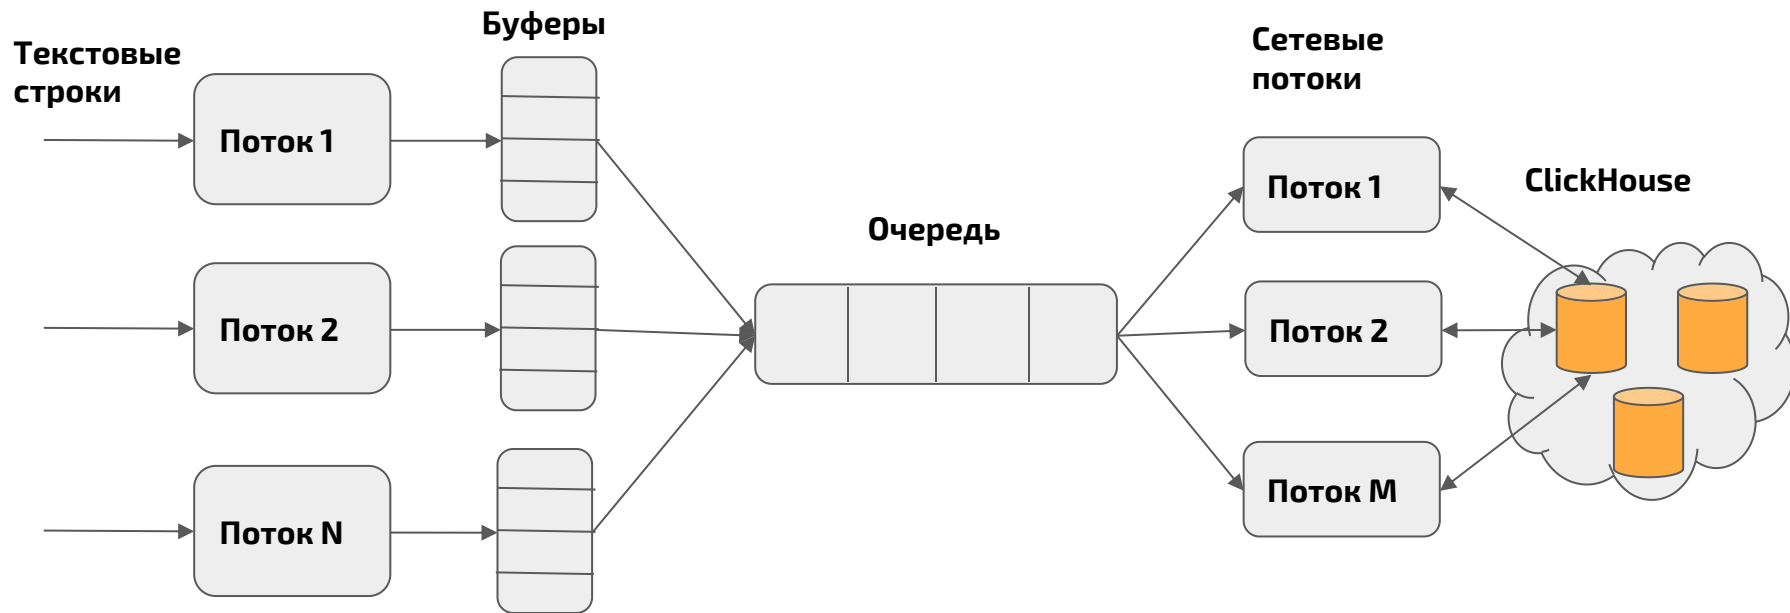 Текстовые
строки
Буферы
Сетевые
потоки
Поток 1
Поток 1
ClickHouse
Очередь
Поток 2
Поток 2
Поток N
Поток M